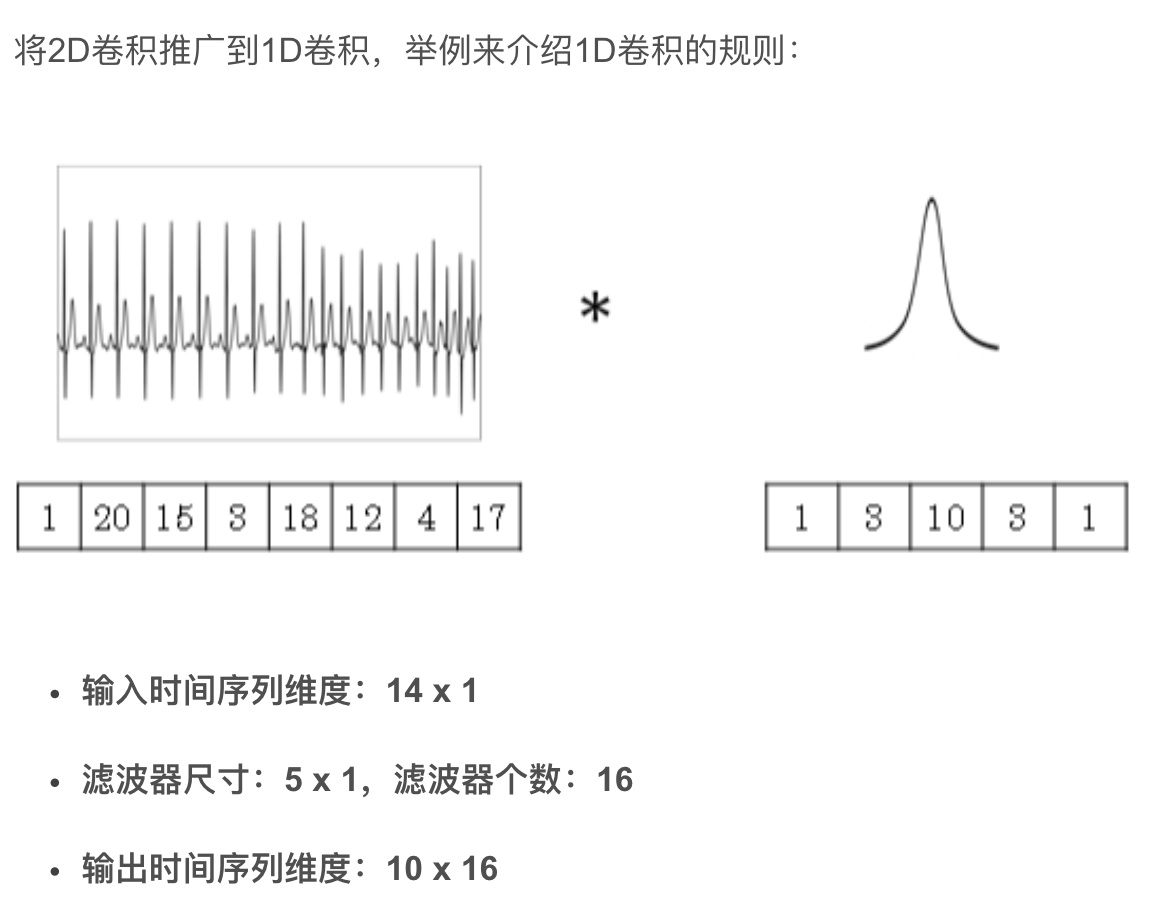 将2D卷积推广到1D卷积，举例来介绍1D卷积的规则：
*
1 20 15 3 18 12 4 17
1 3 10 3 1
• 输入时间序列维度：14 x 1
• 滤波器尺寸：5 x 1，滤波器个数：16
• 输出时间序列维度：10 x 16